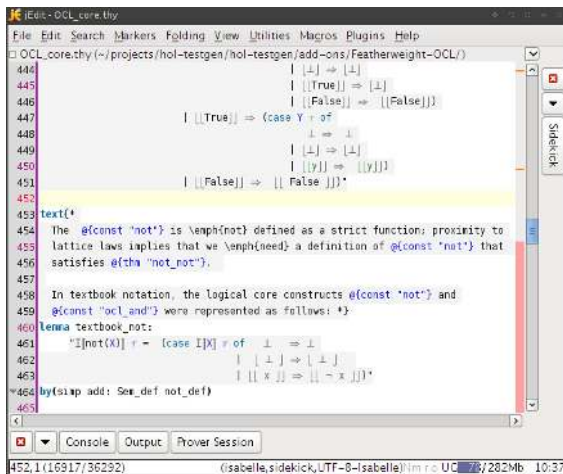 jEdit - OCL_core.thy
File Edit Search Markers Folding View Utilities Macros Plugins Help
OCL_core.thy (~/projects/hol-testgen/hol-testgen/add-ons/Featherweight-OCL/)
444 | ⌊⊥⌋ ⇒ ⌊⊥⌋
445 | ⌊⌊True⌋⌋ ⇒ ⌊⊥⌋
446 | ⌊⌊False⌋⌋ ⇒ ⌊⌊False⌋⌋)
447 | ⌊⌊True⌋⌋ ⇒ (case Y τ of
448 ⊥ ⇒ ⊥
449 | ⌊⊥⌋ ⇒ ⌊⊥⌋
450 | ⌊⌊y⌋⌋ ⇒ ⌊⌊y⌋⌋)
451 | ⌊⌊False⌋⌋ ⇒ ⌊⌊ False ⌋⌋)"
452
453 text{*
454 The @{const "not"} is \emph{not} defined as a strict function; proximity to
455 lattice laws implies that we \emph{need} a definition of @{const "not"} that
456 satisfies @{thm "not_not"}.
457
458 In textbook notation, the logical core constructs @{const "not"} and
459 @{const "ocl_and"} were represented as follows: *}
460 lemma textbook_not:
461 "I⟦not(X)⟧ τ = (case I⟦X⟧ τ of ⊥ ⇒ ⊥
462 | ⌊ ⊥ ⌋ ⇒ ⌊ ⊥ ⌋
463 | ⌊⌊ x ⌋⌋ ⇒ ⌊⌊ ¬ x ⌋⌋)"
464 by(simp add: Sem_def not_def)
465
Sidekick
Console Output Prover Session
452,1 (16917/36292) (isabelle,sidekick,UTF-8-Isabelle) N m r o U G /282Mb 10:37